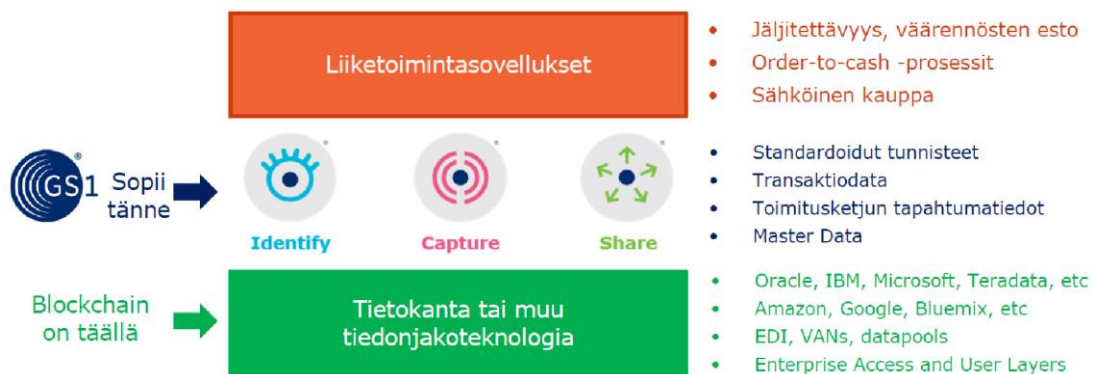 Liiketoimintasovellukset
• Jäljitettävyys, väärennösten esto
• Order-to-cash -prosessit
• Sähköinen kauppa
GS1
®
Sopii
tänne
Identify
Capture
Share
• Standardoidut tunnisteet
• Transaktiodata
• Toimitusketjun tapahtumatiedot
• Master Data
Blockchain
on täällä
Tietokanta tai muu
tiedonjakoteknologia
• Oracle, IBM, Microsoft, Teradata, etc
• Amazon, Google, Bluemix, etc
• EDI, VANs, datapools
• Enterprise Access and User Layers